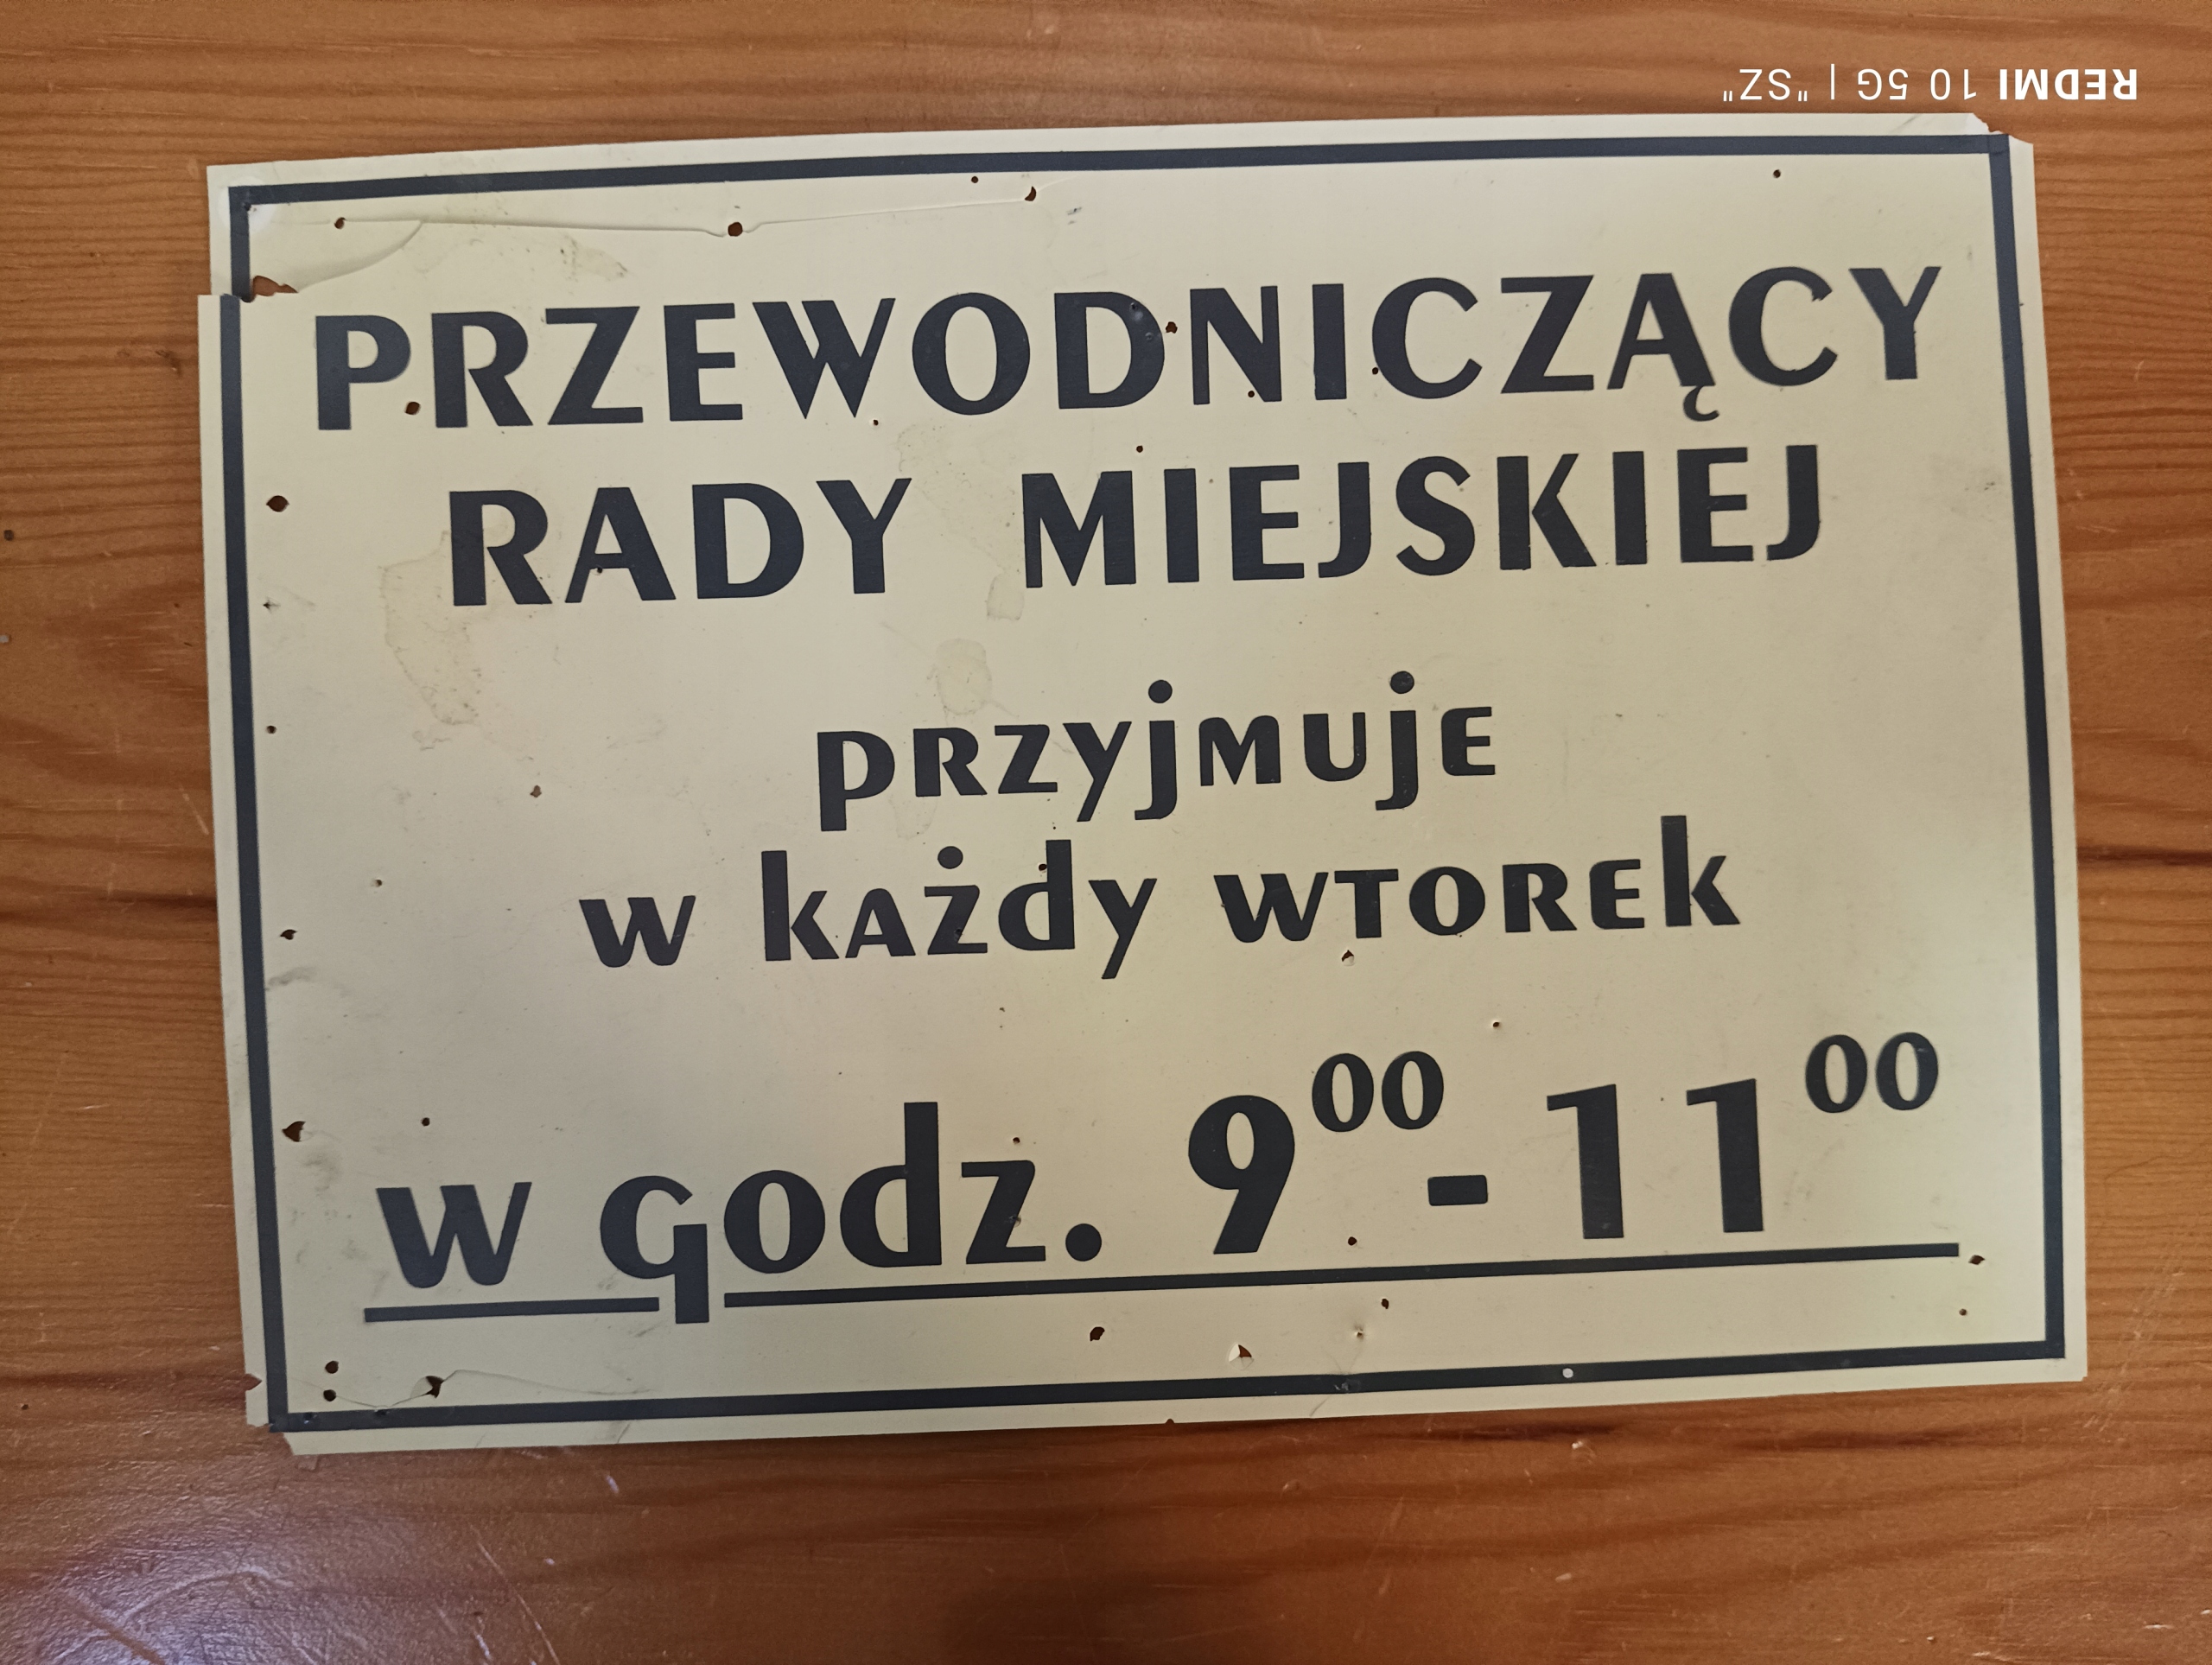 REDMI 10 5G | "SZ"
PRZEWODNICZĄCY
RADY MIEJSKIEJ
przyjmuje
w każdy wtorek
w godz. 9⁰⁰-11⁰⁰